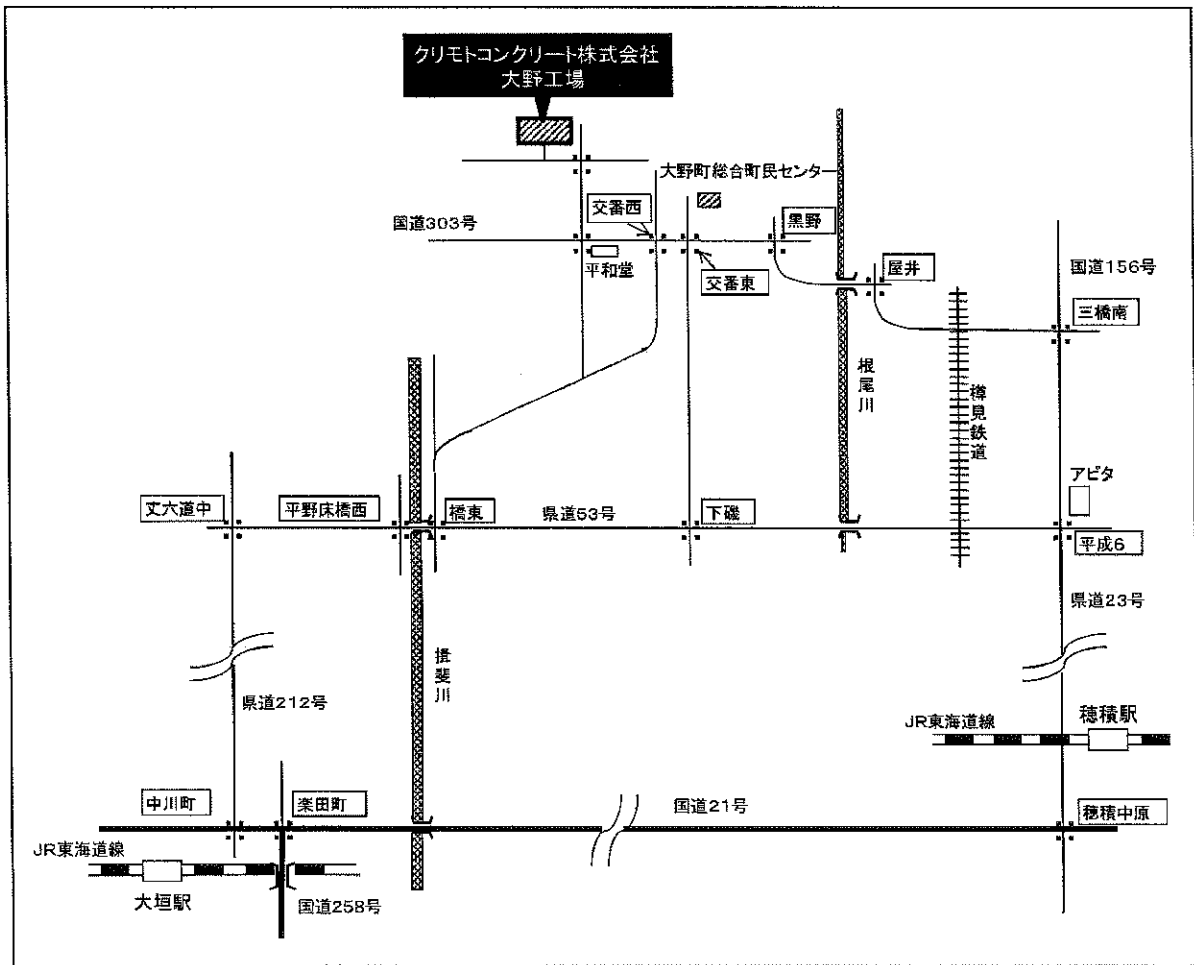 クリモトコンクリート株式会社
大野工場
大野町総合町民センター
交番西
黒野
国道303号
平和堂
交番東
屋井
国道156号
三橋南
根尾川
樽見鉄道
アピタ
丈六道中
平野床橋西
橋東
県道53号
下磯
平成6
県道23号
揖斐川
県道212号
JR東海道線
穂積駅
中川町
楽田町
国道21号
穂積中原
JR東海道線
大垣駅
国道258号